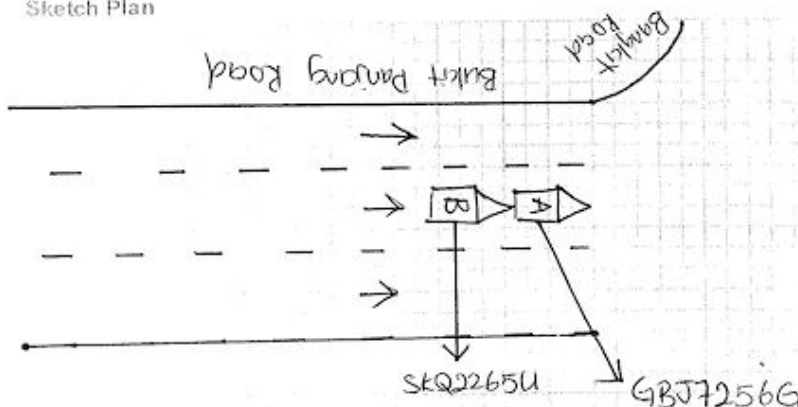 Sketch Plan
Bangkit
Road
Bukit Panjang Road
B
A
SKQ2265U
GBJ7256G